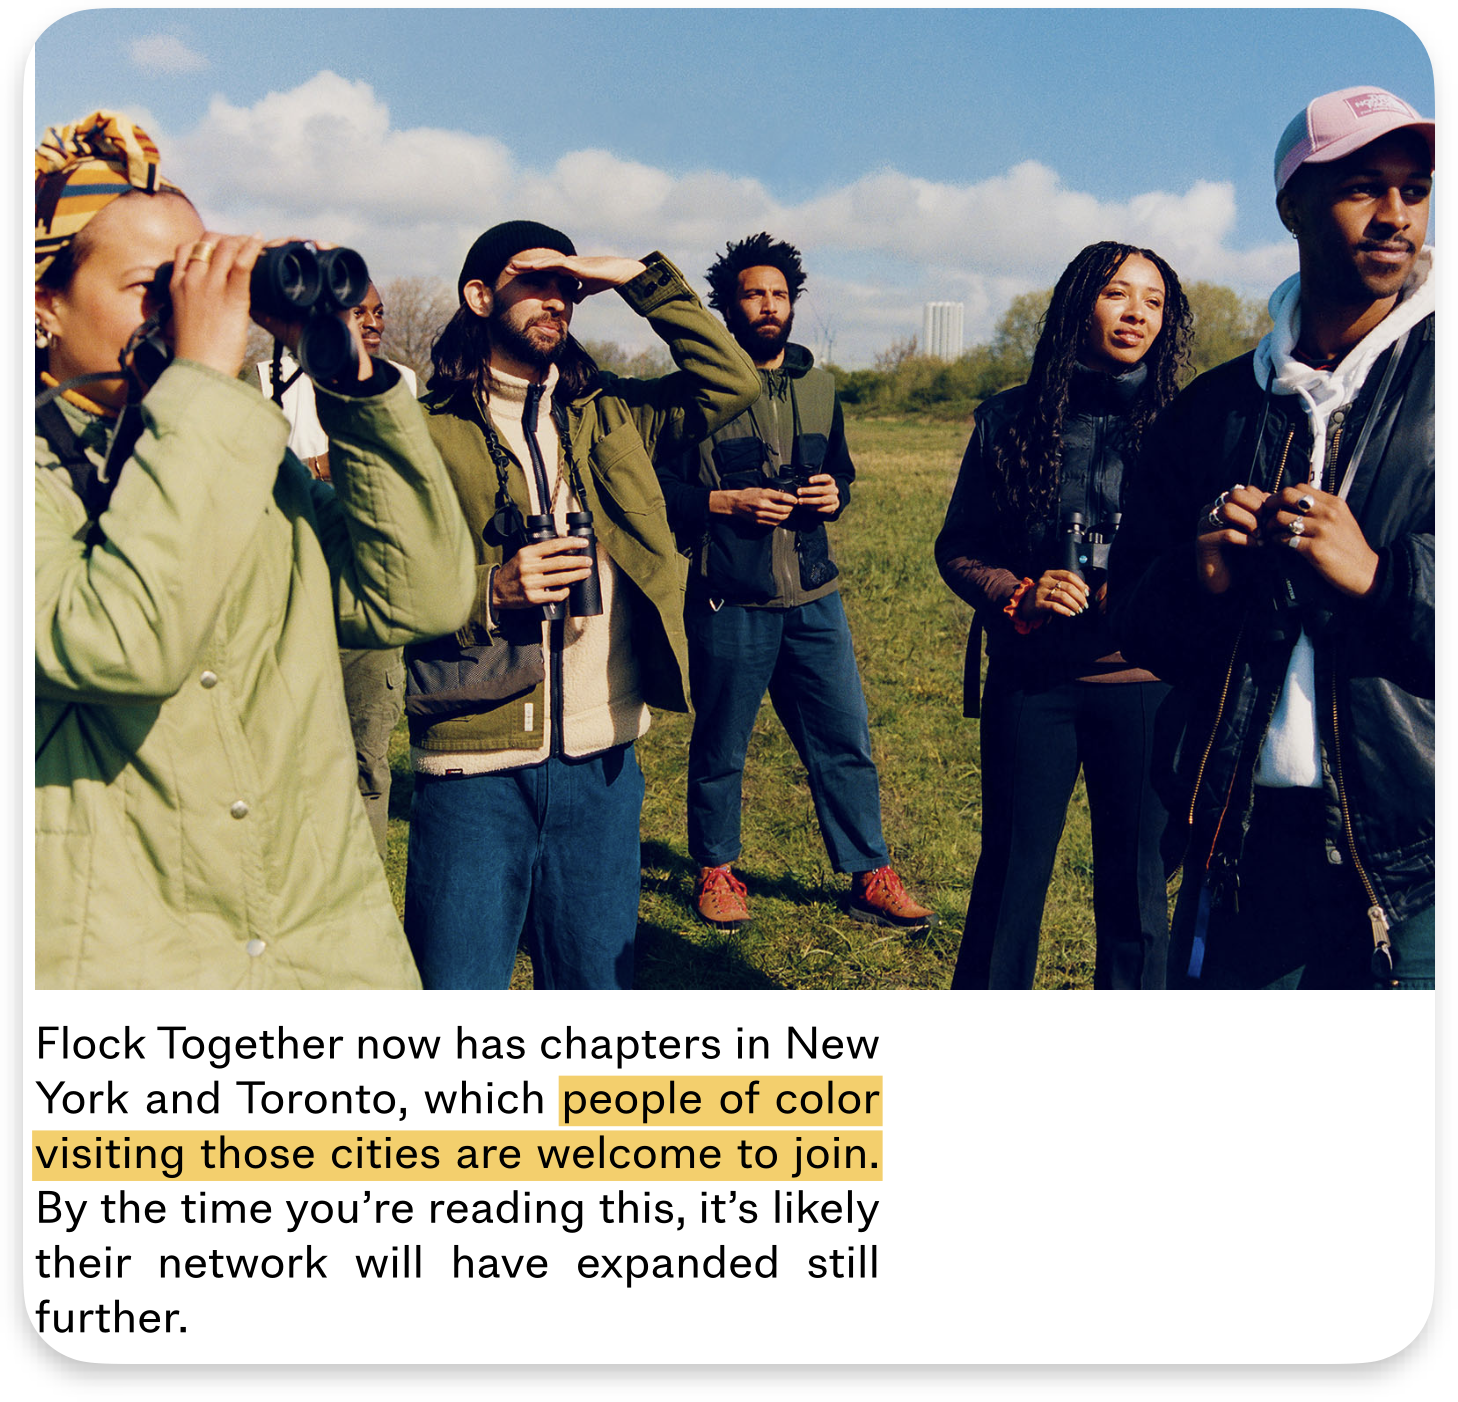 Flock Together now has chapters in New
York and Toronto, which people of color
visiting those cities are welcome to join.
By the time you’re reading this, it’s likely
their network will have expanded still
further.